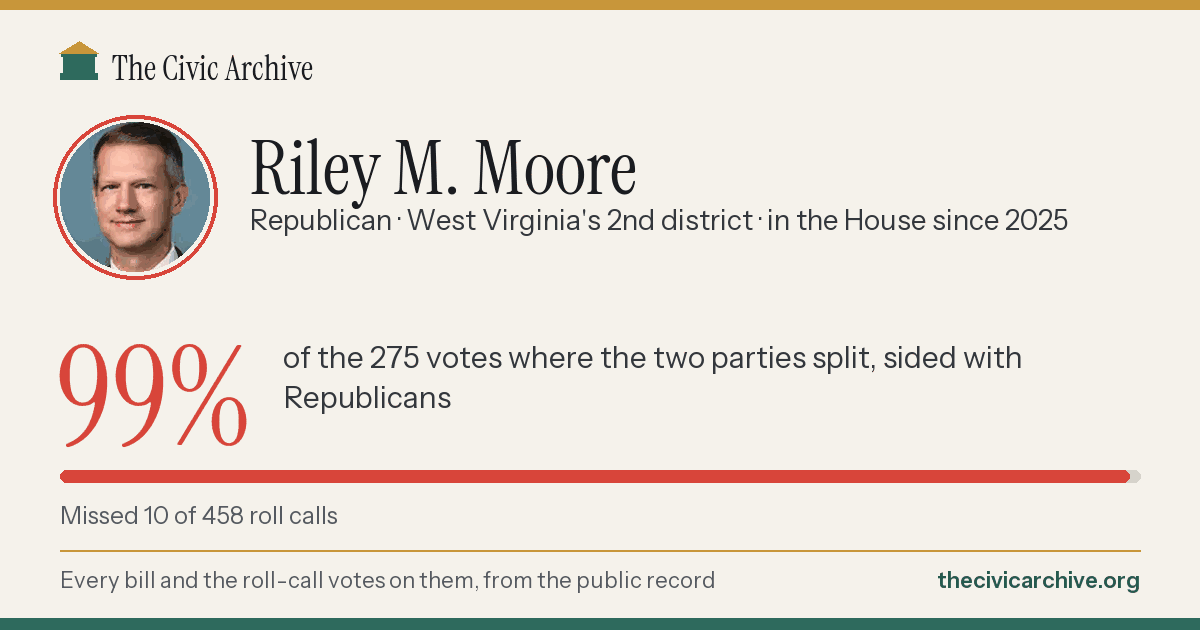 The Civic Archive
Riley M. Moore
Republican · West Virginia's 2nd district · in the House since 2025
99%
of the 275 votes where the two parties split, sided with
Republicans
Missed 10 of 458 roll calls
Every bill and the roll-call votes on them, from the public record
thecivicarchive.org